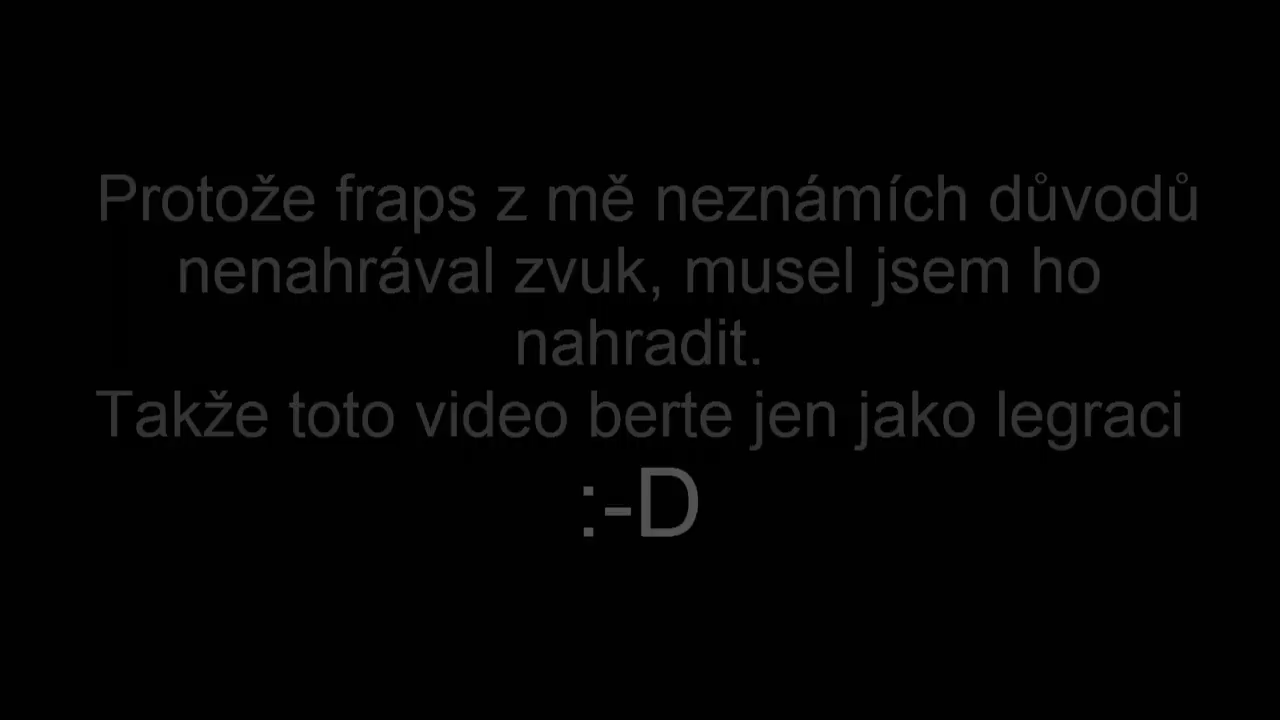 Protože fraps z mě neznámích důvodů
nenahrával zvuk, musel jsem ho
nahradit.
Takže toto video berte jen jako legraci
:-D